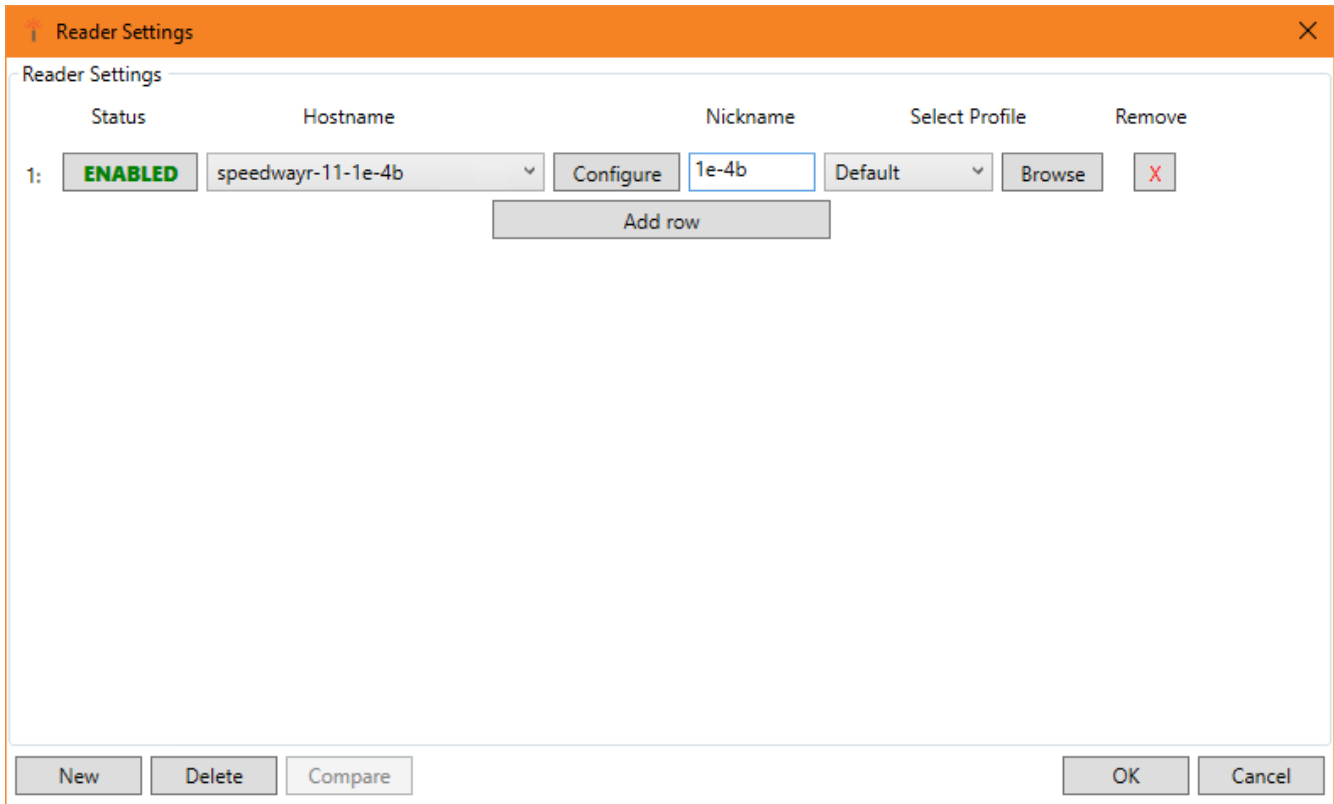 Reader Settings
Reader Settings
Status Hostname Nickname Select Profile Remove
1: ENABLED speedwayr-11-1e-4b Configure 1e-4b Default Browse X
Add row
New Delete Compare OK Cancel